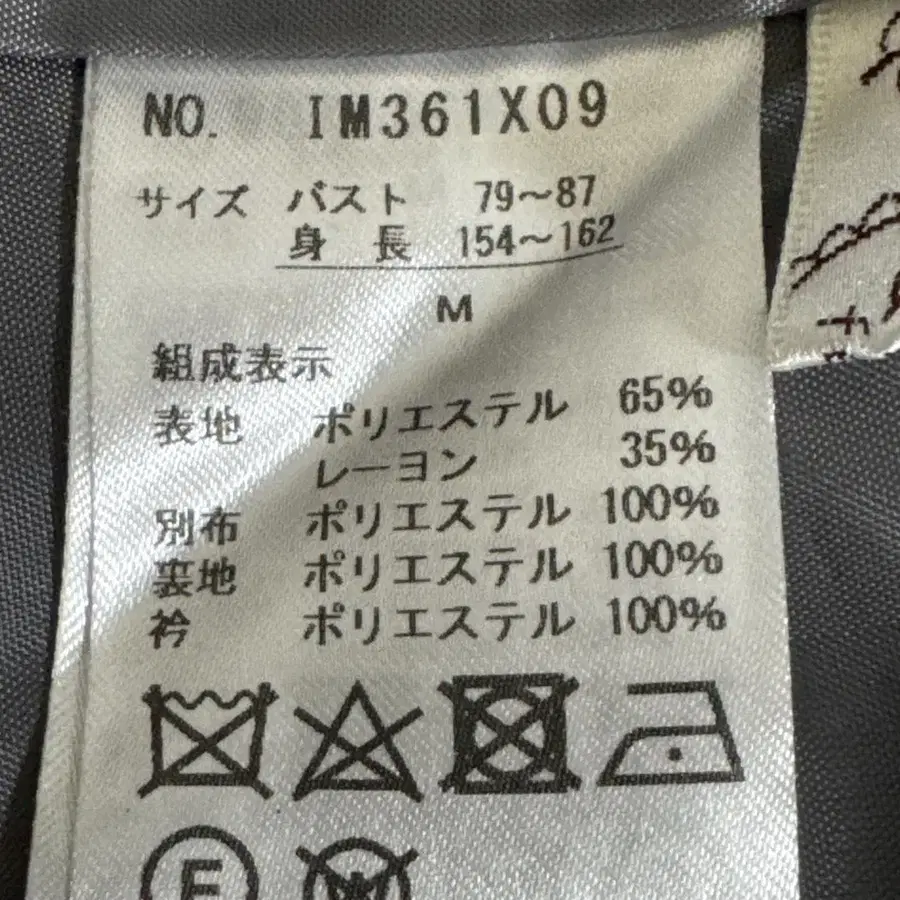 NO. IM361X09
サイズ バスト 79～87
身長 154～162
M
組成表示
表地 ポリエステル 65%
レーヨン 35%
別布 ポリエステル 100%
裏地 ポリエステル 100%
衿 ポリエステル 100%